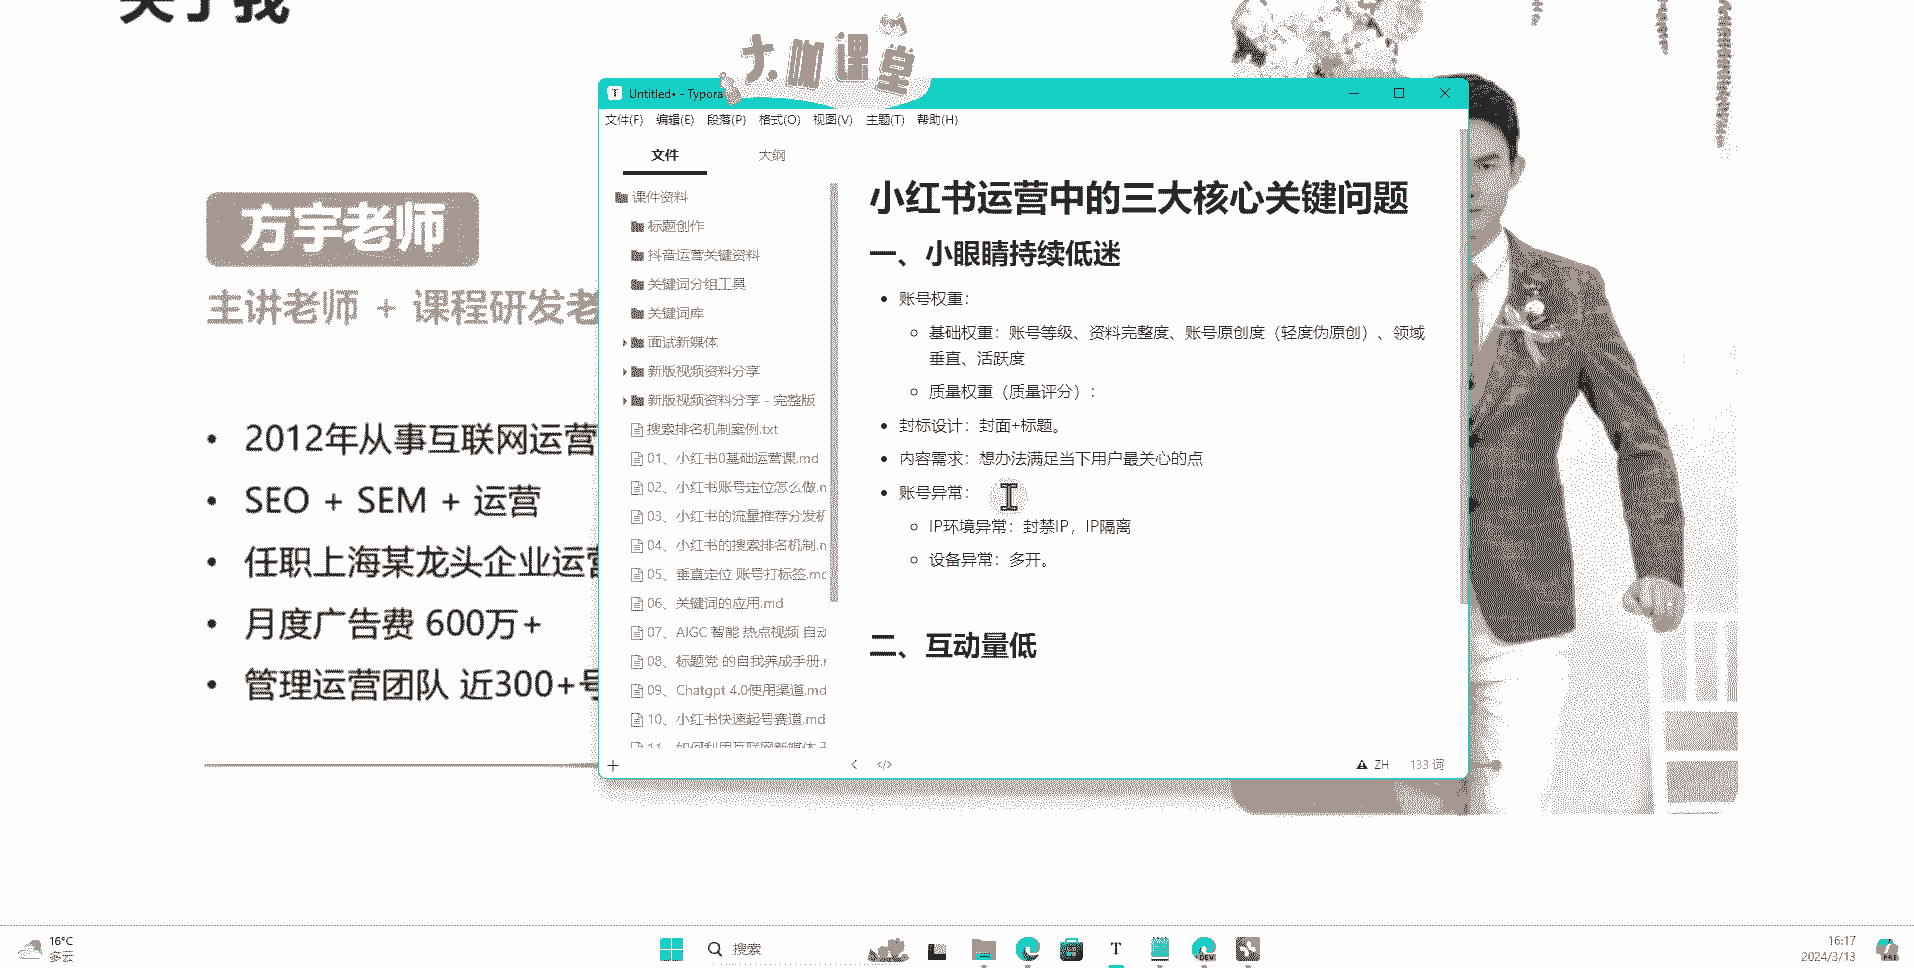 关于我
大咖课堂
方宇老师
主讲老师 + 课程研发老
2012年从事互联网运营
SEO + SEM + 运营
任职上海某龙头企业运营
月度广告费 600万+
管理运营团队 近300+号
Untitled• - Typora
文件(F) 编辑(E) 段落(P) 格式(O) 视图(V) 主题(T) 帮助(H)
文件 大纲
课件资料
标题创作
抖音运营关键资料
关键词分组工具
关键词库
面试新媒体
新版视频资料分享
新版视频资料分享 - 完整版
搜索排名机制案例.txt
01、小红书0基础运营课.md
02、小红书账号定位怎么做.n
03、小红书的流量推荐分发机
04、小红书的搜索排名机制.n
05、垂直定位 账号打标签.mc
06、关键词的应用.md
07、AIGC 智能 热点视频 自动
08、标题党 的自我养成手册.r
09、Chatgpt 4.0使用渠道.md
10、小红书快速起号赛道.md
11、如何利用互联网新媒体
小红书运营中的三大核心关键问题
一、小眼睛持续低迷
账号权重：
基础权重：账号等级、资料完整度、账号原创度（轻度伪原创）、领域
垂直、活跃度
质量权重（质量评分）：
封标设计：封面+标题。
内容需求：想办法满足当下用户最关心的点
账号异常：
IP环境异常：封禁IP，IP隔离
设备异常：多开。
二、互动量低
ZH 133 词
16°C
多云
搜索
DEV
16:17
2024/3/13
PRE